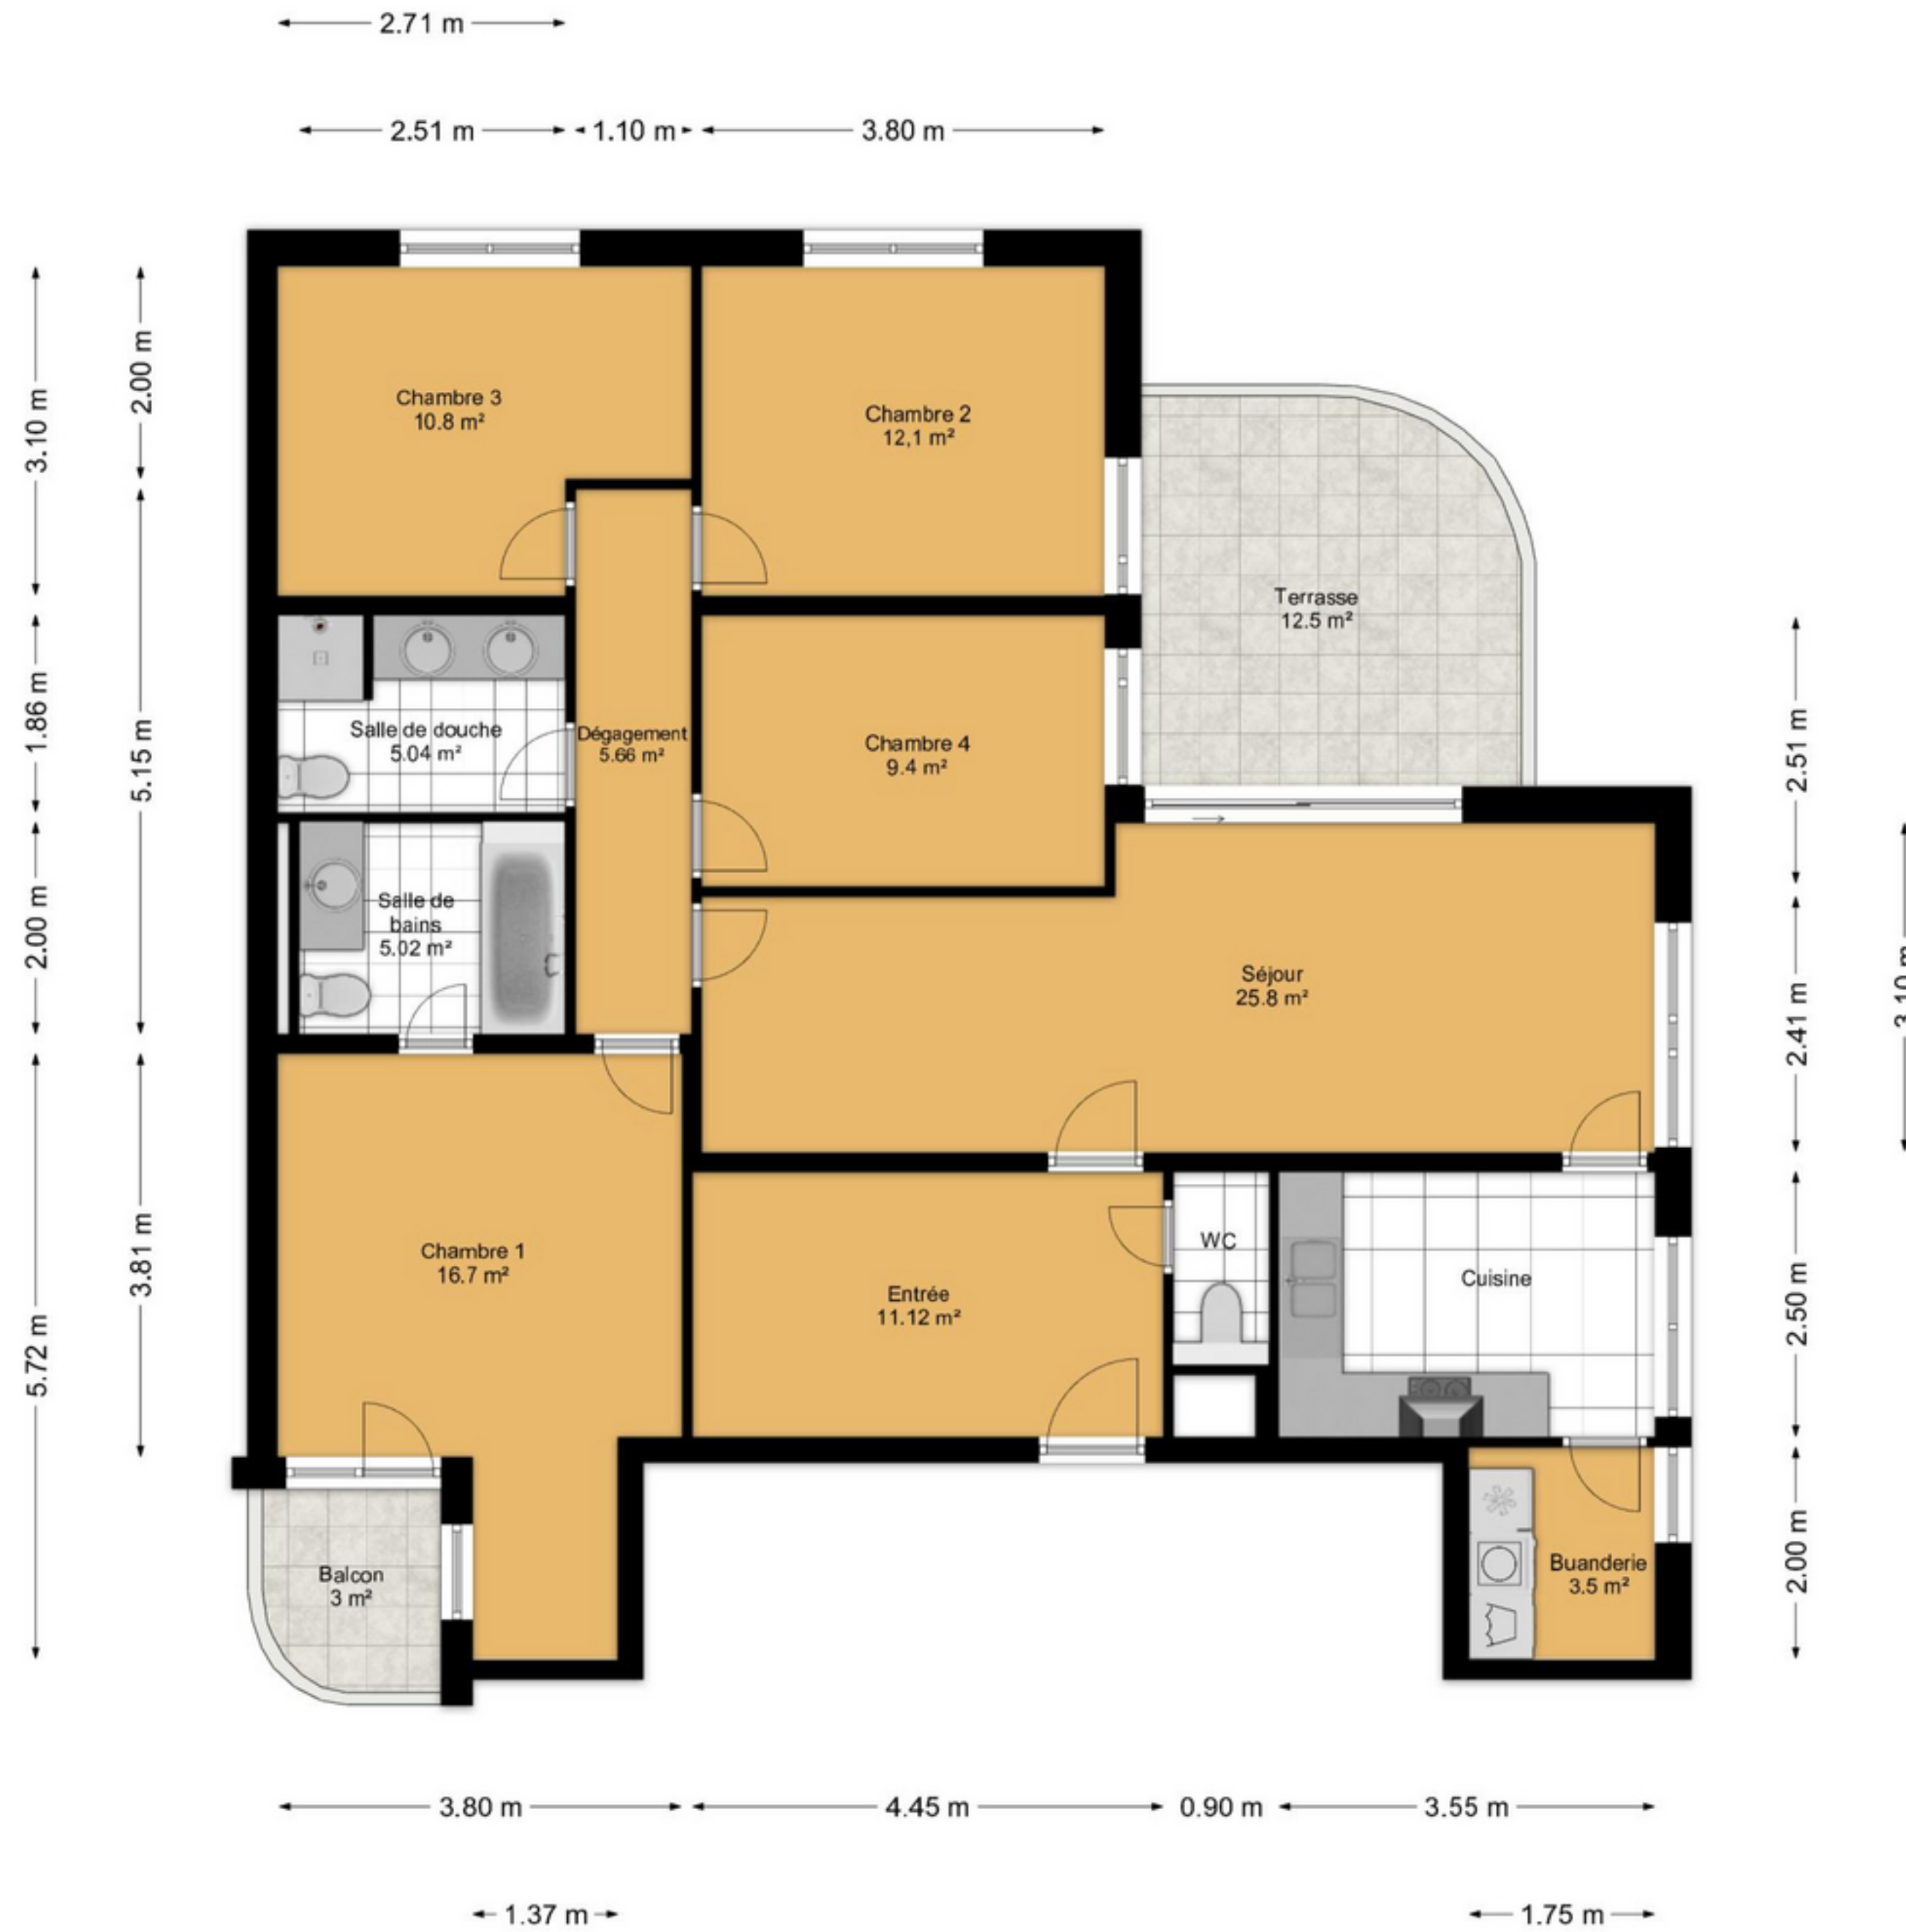 2.71 m
2.51 m
1.10 m
3.80 m
3.10 m
2.00 m
Chambre 3
10.8 m²
Chambre 2
12,1 m²
Terrasse
12.5 m²
1.86 m
5.15 m
Salle de douche
5.04 m²
Dégagement
5.66 m²
Chambre 4
9.4 m²
2.51 m
2.00 m
Salle de
bains
5.02 m²
Séjour
25.8 m²
2.41 m
3.10 m
5.72 m
3.81 m
Chambre 1
16.7 m²
Entrée
11.12 m²
WC
Cuisine
2.50 m
Balcon
3 m²
Buanderie
3.5 m²
2.00 m
3.80 m
4.45 m
0.90 m
3.55 m
1.37 m
1.75 m